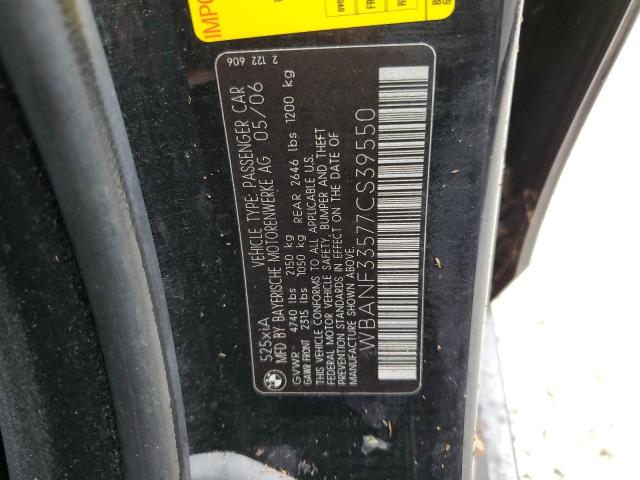 IMPO
2 122 606
525xiA VEHICLE TYPE: PASSENGER CAR
MFD BY BAYERISCHE MOTORENWERKE AG 05/06
GVWR 4740 lbs 2150 kg
GAWR FRONT 2315 lbs 1050 kg REAR 2646 lbs 1200 kg
THIS VEHICLE CONFORMS TO ALL APPLICABLE U.S.
FEDERAL MOTOR VEHICLE SAFETY, BUMPER AND THEFT
PREVENTION STANDARDS IN EFFECT ON THE DATE OF
MANUFACTURE SHOWN ABOVE.
WBANF33577CS39550